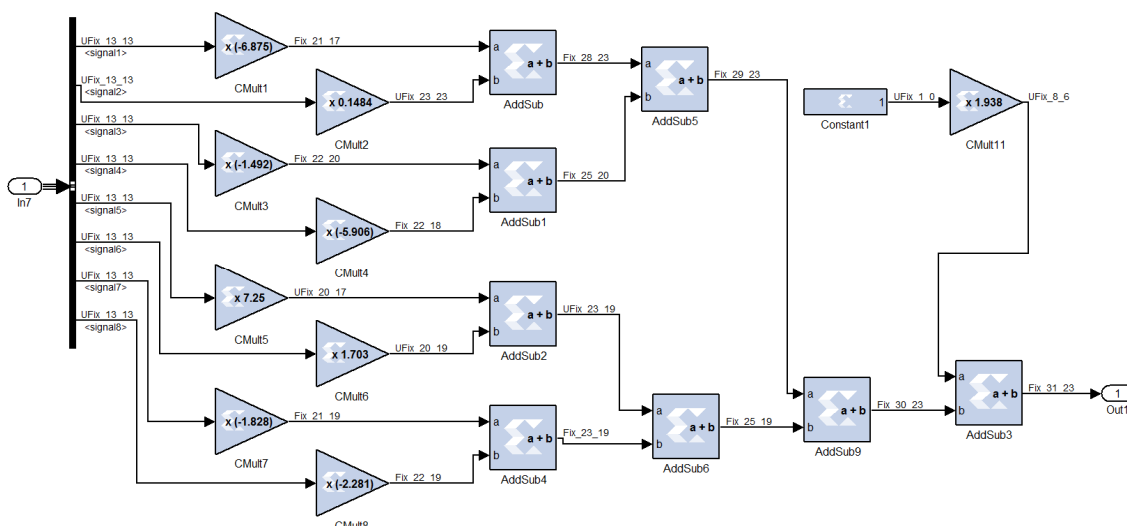 UFix_13_13
<signal1>
x (-6.875)
CMult1
Fix_21_17
UFix_13_13
<signal2>
x 0.1484
CMult2
UFix_23_23
a
b
a + b
AddSub
Fix_28_23
UFix_13_13
<signal3>
x (-1.492)
CMult3
Fix_22_20
UFix_13_13
<signal4>
x (-5.906)
CMult4
Fix_22_18
a
b
a + b
AddSub1
Fix_25_20
a
b
a + b
AddSub5
Fix_29_23
1
Constant1
UFix_1_0
x 1.938
CMult11
UFix_8_6
1
In7
UFix_13_13
<signal5>
x 7.25
CMult5
UFix_20_17
UFix_13_13
<signal6>
x 1.703
CMult6
UFix_20_19
a
b
a + b
AddSub2
UFix_23_19
UFix_13_13
<signal7>
x (-1.828)
CMult7
Fix_21_19
UFix_13_13
<signal8>
x (-2.281)
CMult8
Fix_22_19
a
b
a + b
AddSub4
Fix_23_19
a
b
a + b
AddSub6
Fix_25_19
a
b
a + b
AddSub9
Fix_30_23
a
b
a + b
AddSub3
Fix_31_23
1
Out1